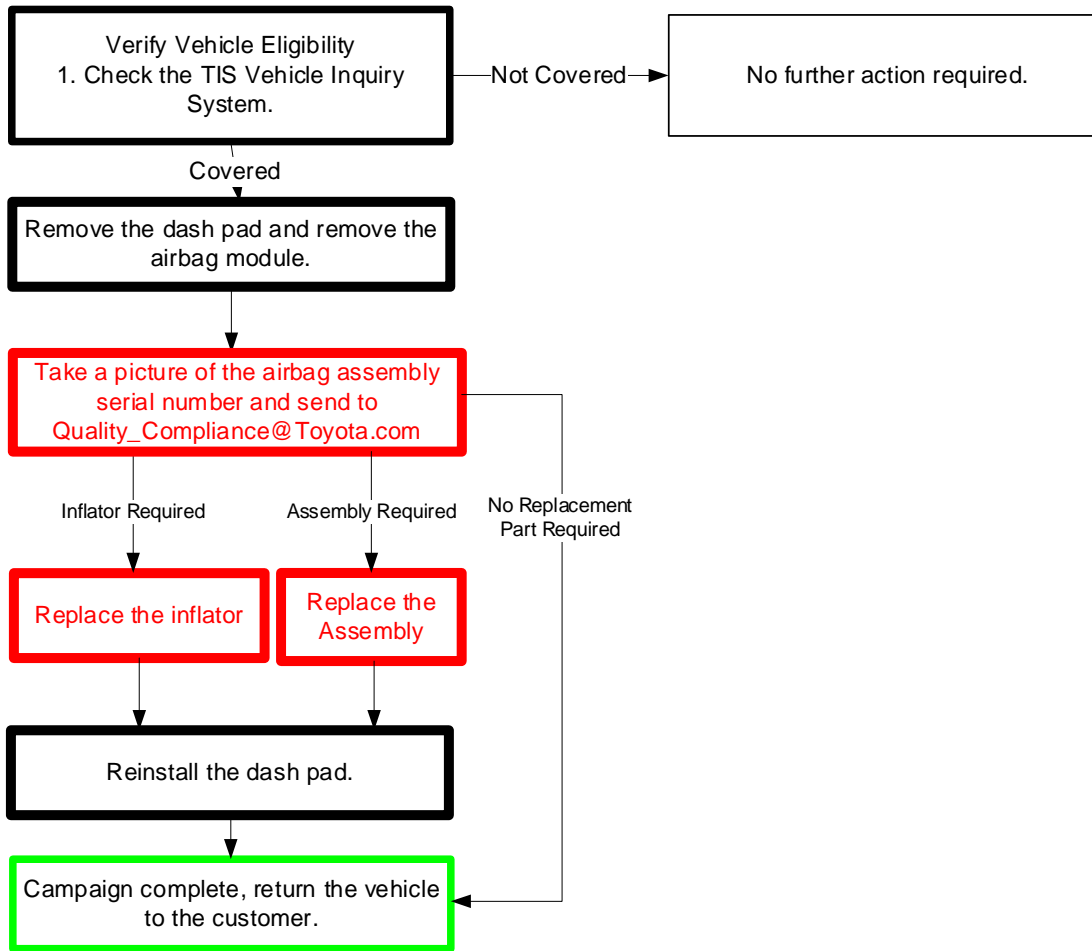 Verify Vehicle Eligibility
1. Check the TIS Vehicle Inquiry
System.
Not Covered
No further action required.
Covered
Remove the dash pad and remove the
airbag module.
Take a picture of the airbag assembly
serial number and send to
Quality_Compliance@Toyota.com
Inflator Required
Assembly Required
No Replacement
Part Required
Replace the inflator
Replace the
Assembly
Reinstall the dash pad.
Campaign complete, return the vehicle
to the customer.